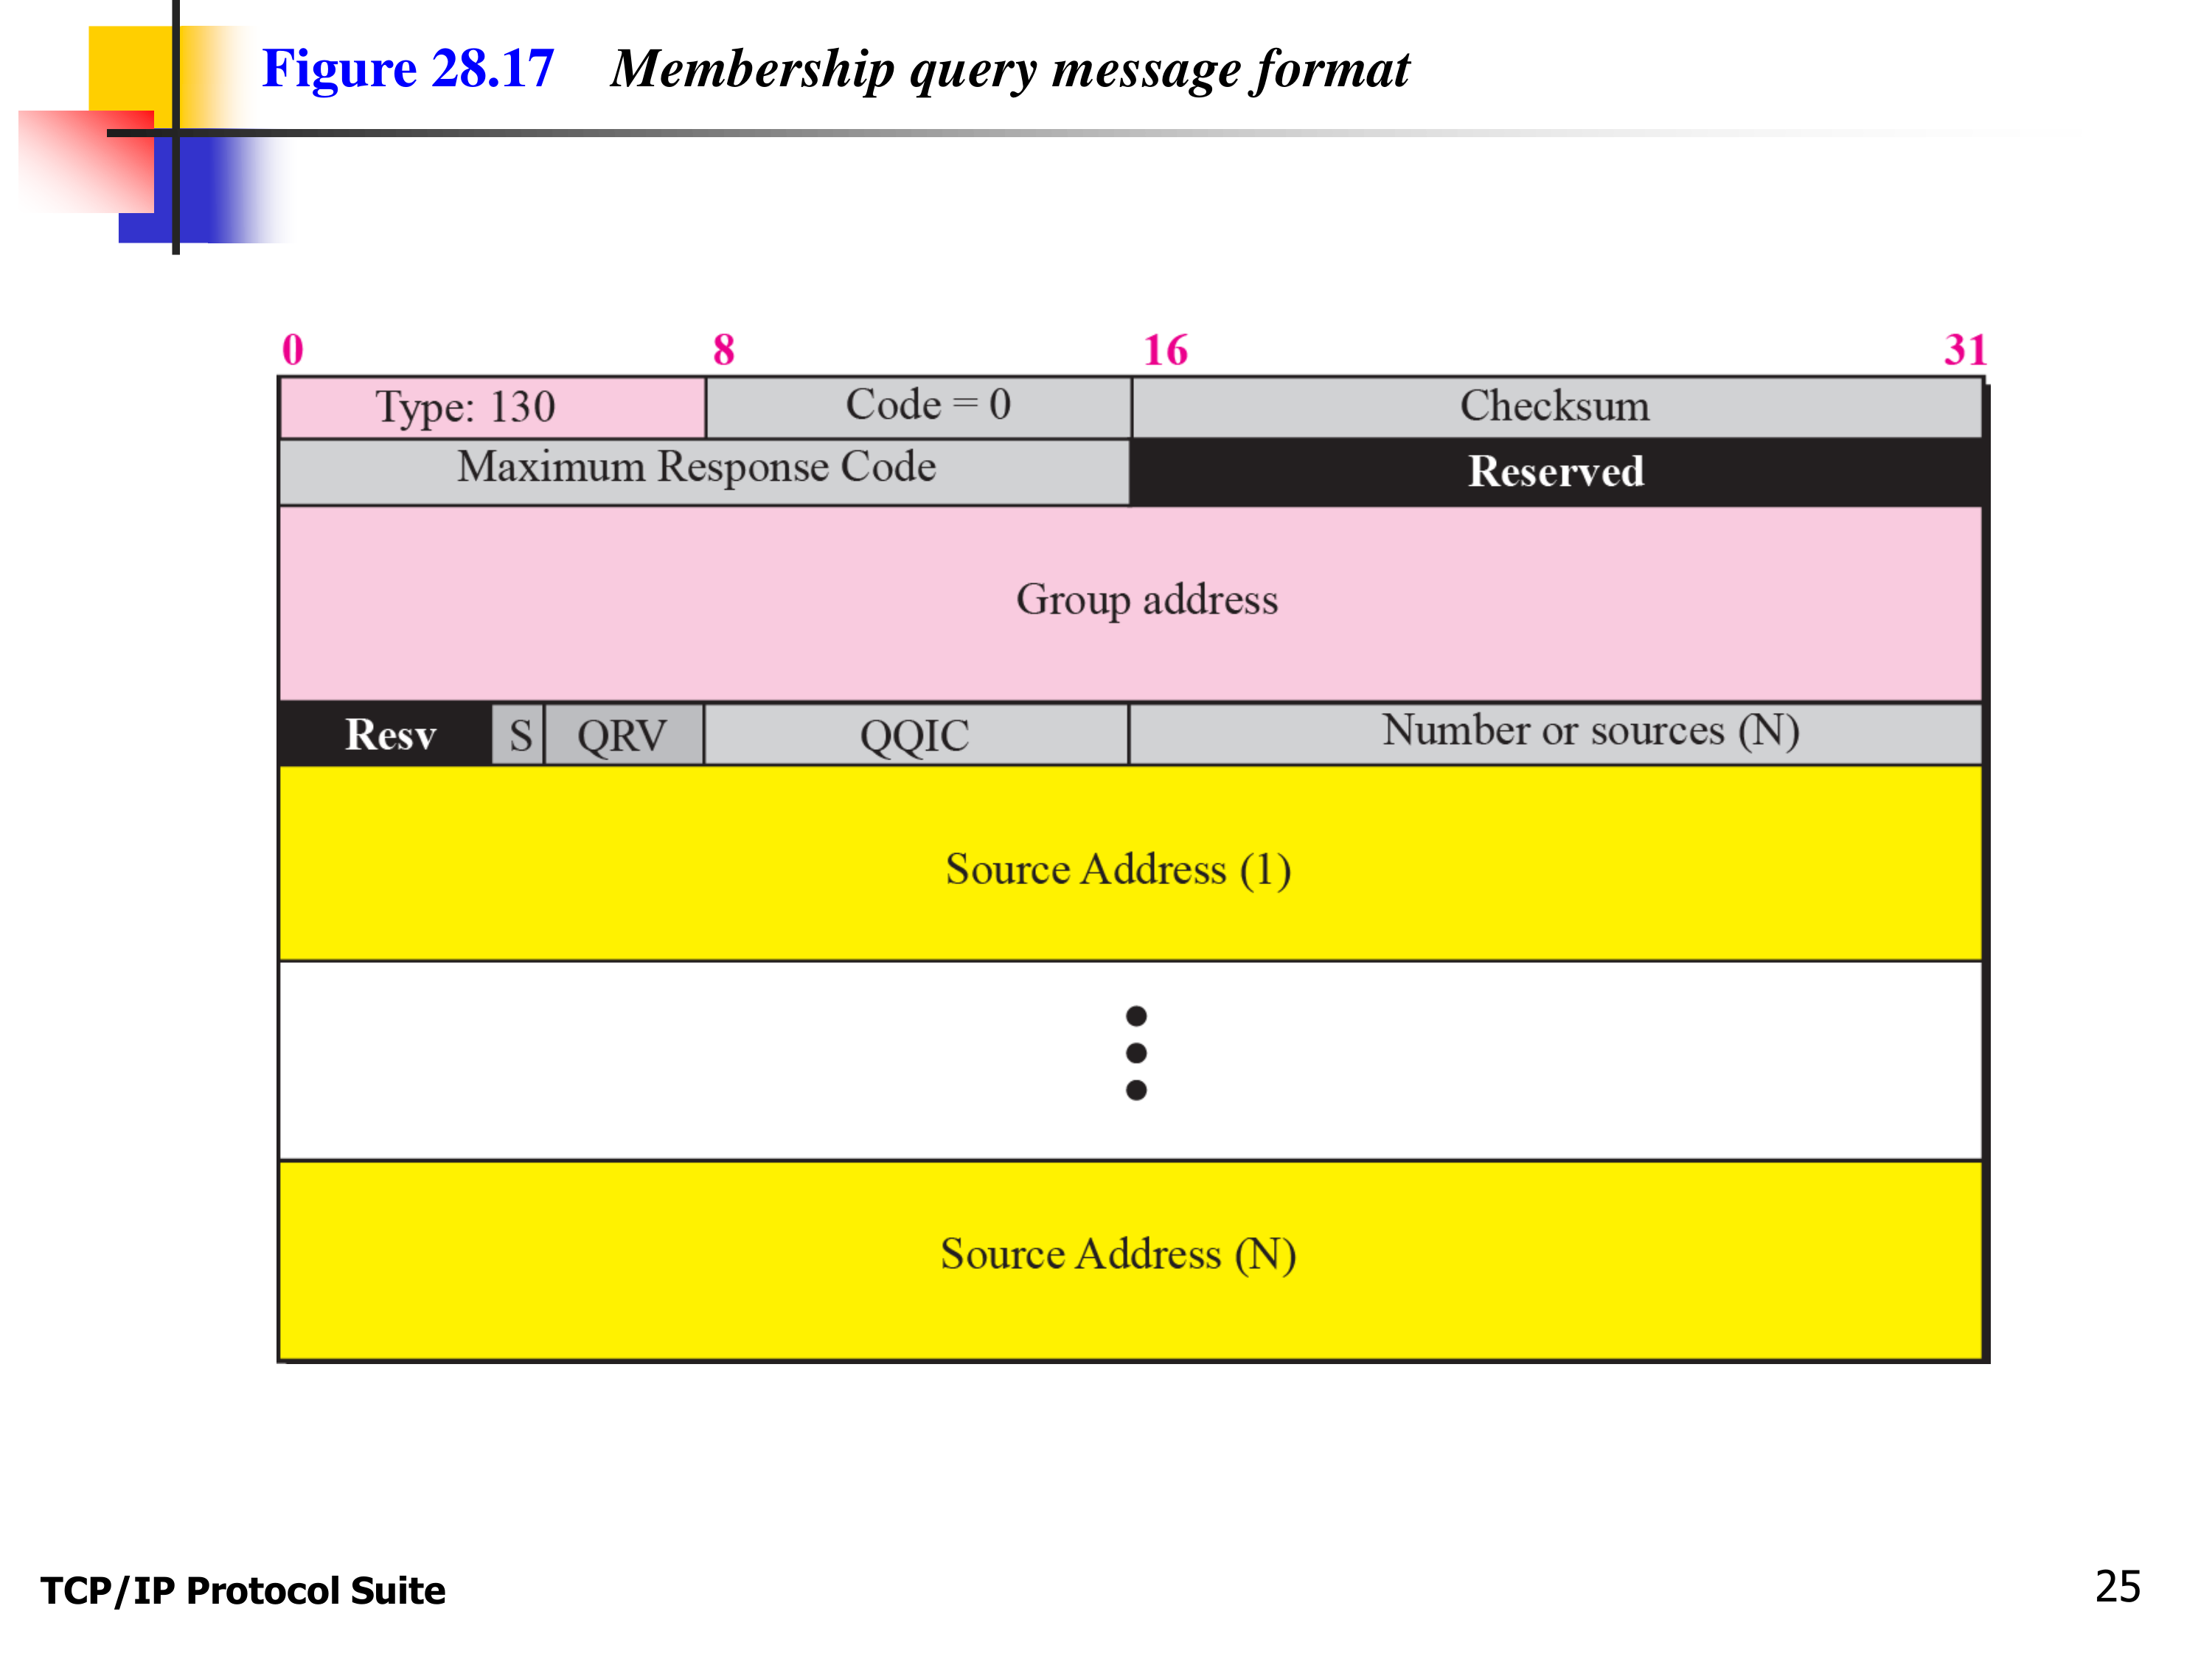 Figure 28.17 Membership query message format
0 8 16 31
Type: 130 Code = 0 Checksum
Maximum Response Code Reserved
Group address
Resv S QRV QQIC Number or sources (N)
Source Address (1)
Source Address (N)
TCP/IP Protocol Suite 25